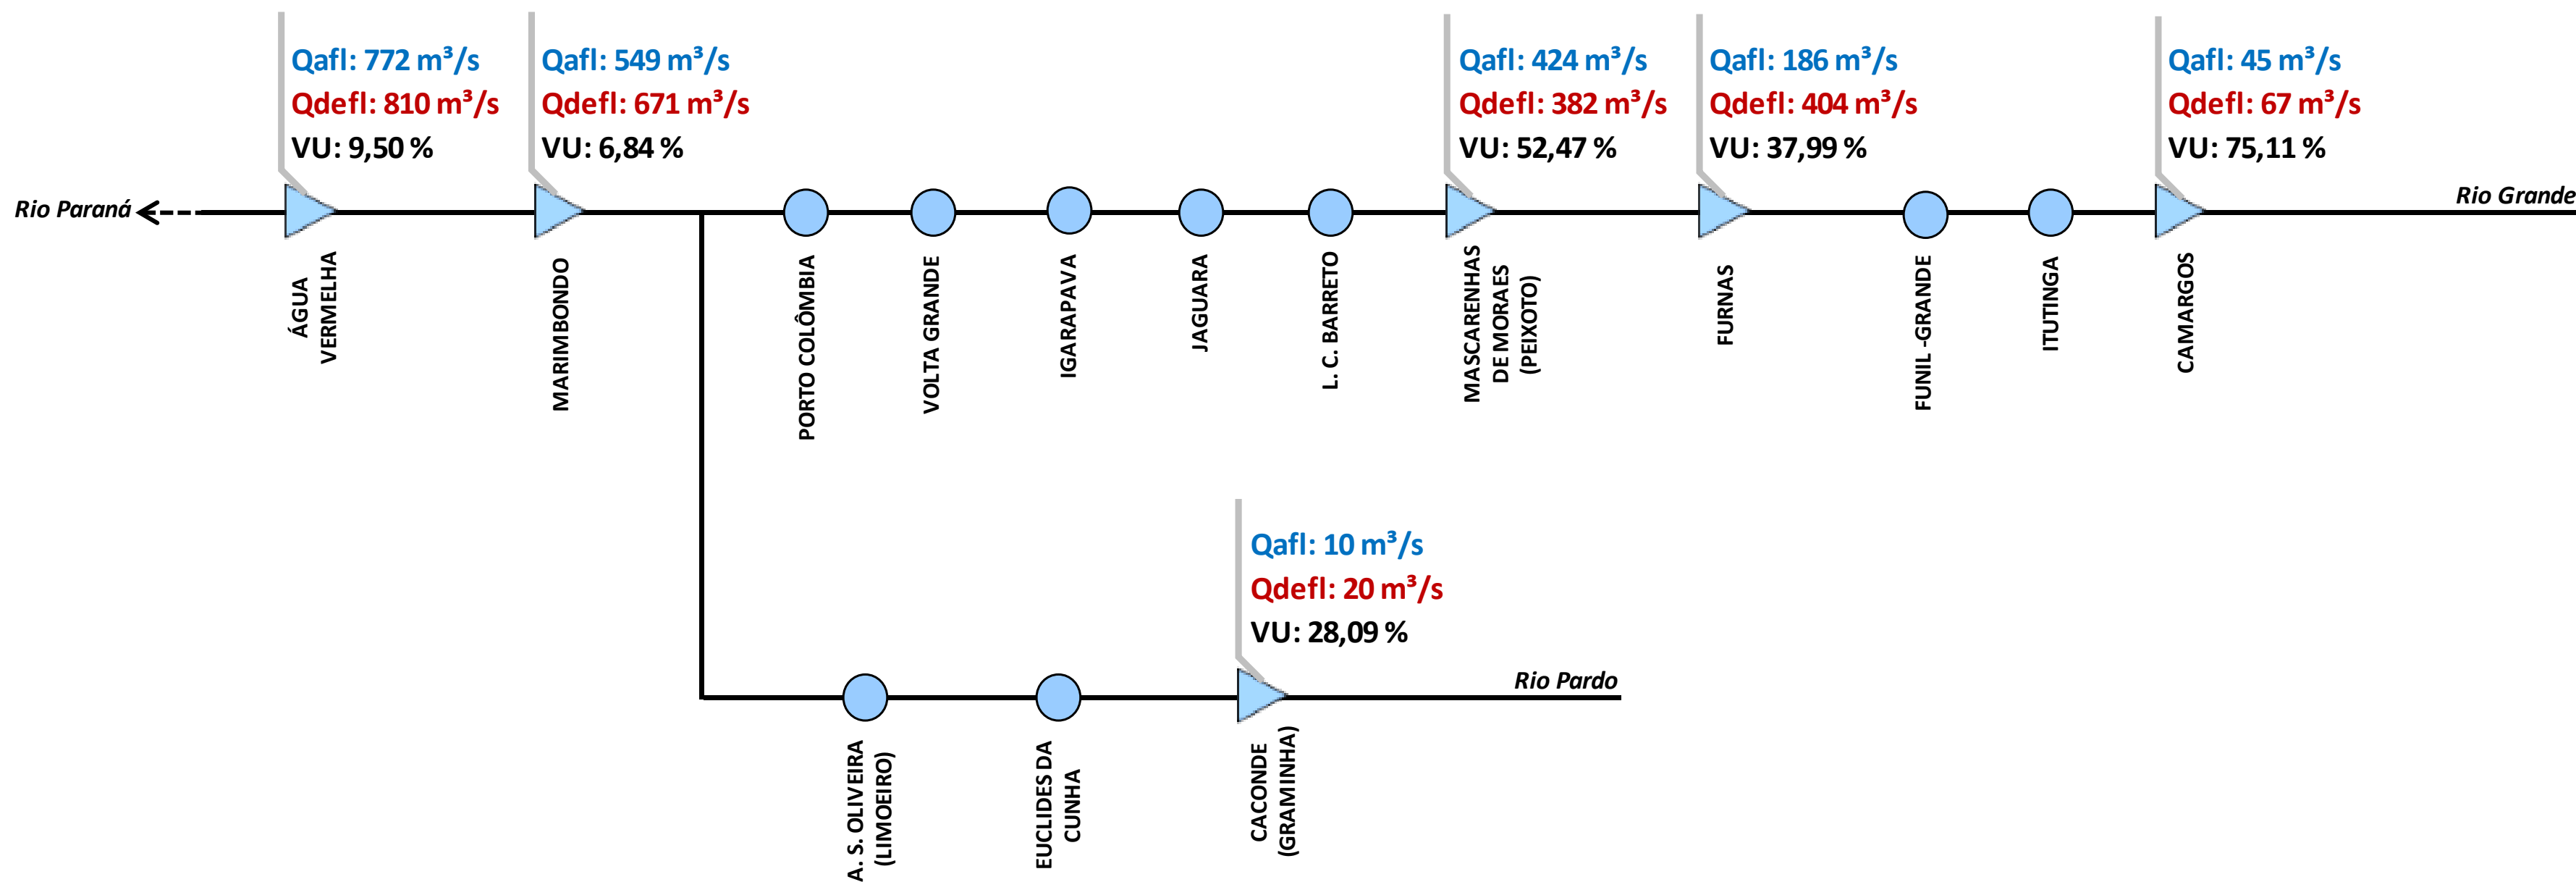 Qafl: 772 m³/s
Qdefl: 810 m³/s
VU: 9,50 %
Qafl: 549 m³/s
Qdefl: 671 m³/s
VU: 6,84 %
Qafl: 424 m³/s
Qdefl: 382 m³/s
VU: 52,47 %
Qafl: 186 m³/s
Qdefl: 404 m³/s
VU: 37,99 %
Qafl: 45 m³/s
Qdefl: 67 m³/s
VU: 75,11 %
Rio Paraná
Rio Grande
ÁGUA
VERMELHA
MARIMBONDO
PORTO COLÔMBIA
VOLTA GRANDE
IGARAPAVA
JAGUARA
L. C. BARRETO
MASCARENHAS
DE MORAES
(PEIXOTO)
FURNAS
FUNIL -GRANDE
ITUTINGA
CAMARGOS
Qafl: 10 m³/s
Qdefl: 20 m³/s
VU: 28,09 %
Rio Pardo
A. S. OLIVEIRA
(LIMOEIRO)
EUCLIDES DA
CUNHA
CACONDE
(GRAMINHA)